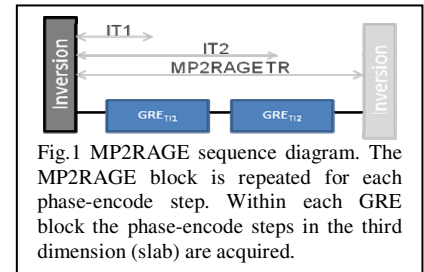 IT1
IT2
MP2RAGETR
Inversion
GRETI1
GRETI2
Inversion
Fig.1 MP2RAGE sequence diagram. The
MP2RAGE block is repeated for each
phase-encode step. Within each GRE
block the phase-encode steps in the third
dimension (slab) are acquired.